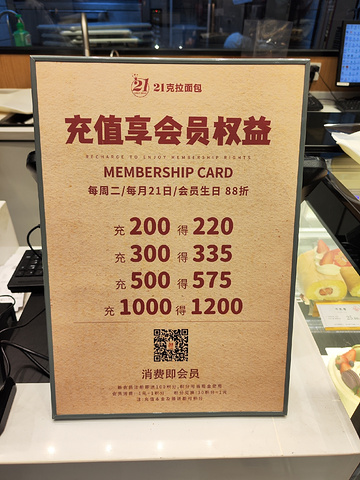 21 21克拉面包
充值享会员权益
RECHARGE TO ENJOY MEMBERSHIP RIGHTS
MEMBERSHIP CARD
每周二/每月21日/会员生日 88折
充 200 得 220
充 300 得 335
充 500 得 575
充 1000 得 1200
消费即会员